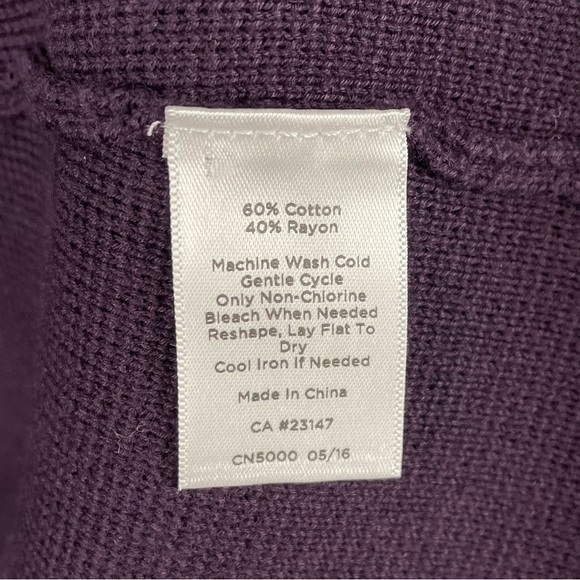 60% Cotton
40% Rayon
Machine Wash Cold
Gentle Cycle
Only Non-Chlorine
Bleach When Needed
Reshape, Lay Flat To
Dry
Cool Iron If Needed
Made In China
CA #23147
CN5000 05/16